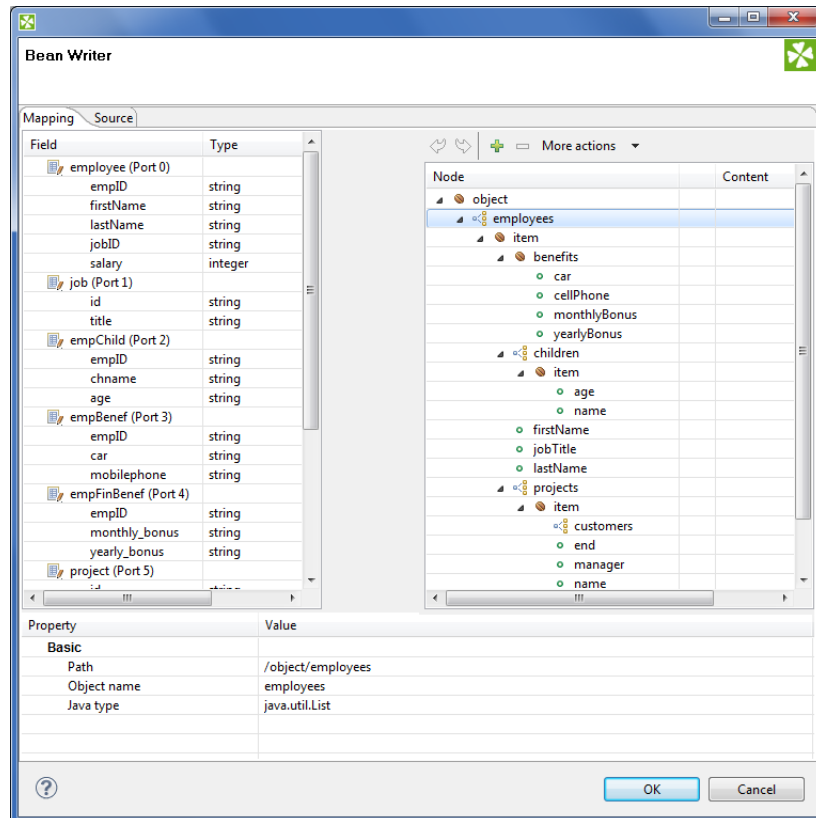 Bean Writer
Mapping Source
Field Type
employee (Port 0)
empID string
firstName string
lastName string
jobID string
salary integer
job (Port 1)
id string
title string
empChild (Port 2)
empID string
chname string
age string
empBenef (Port 3)
empID string
car string
mobilephone string
empFinBenef (Port 4)
empID string
monthly_bonus string
yearly_bonus string
project (Port 5)
id string
More actions
Node Content
object
employees
item
benefits
car
cellPhone
monthlyBonus
yearlyBonus
children
item
age
name
firstName
jobTitle
lastName
projects
item
customers
end
manager
name
Property Value
Basic
Path /object/employees
Object name employees
Java type java.util.List
OK Cancel